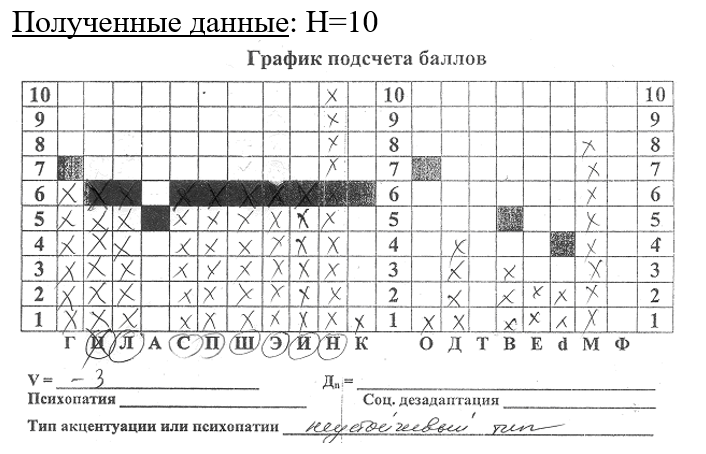 Полученные данные: Н=10
График подсчета баллов
10 10 10
9 9 9
8 8 8
7 7 7
6 6 6
5 5 5
4 4 4
3 3 3
2 2 2
1 1 1
Г Ц Л А С П Ш Э И Н К О Д Т В Е d М Ф
V = - 3 Дп =
Психопатия Соц. дезадаптация
Тип акцентуации или психопатии неустойчивый тип